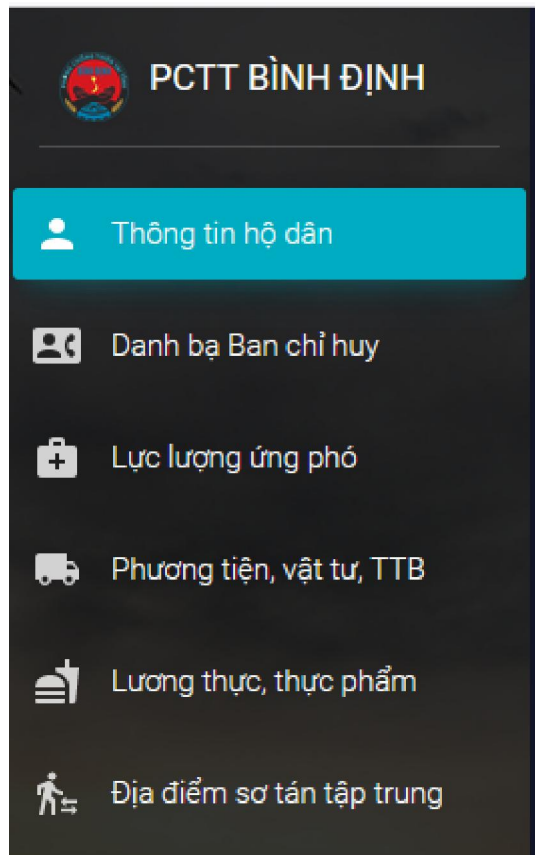 PCTT BÌNH ĐỊNH
Thông tin hộ dân
Danh bạ Ban chỉ huy
Lực lượng ứng phó
Phương tiện, vật tư, TTB
Lương thực, thực phẩm
Địa điểm sơ tán tập trung